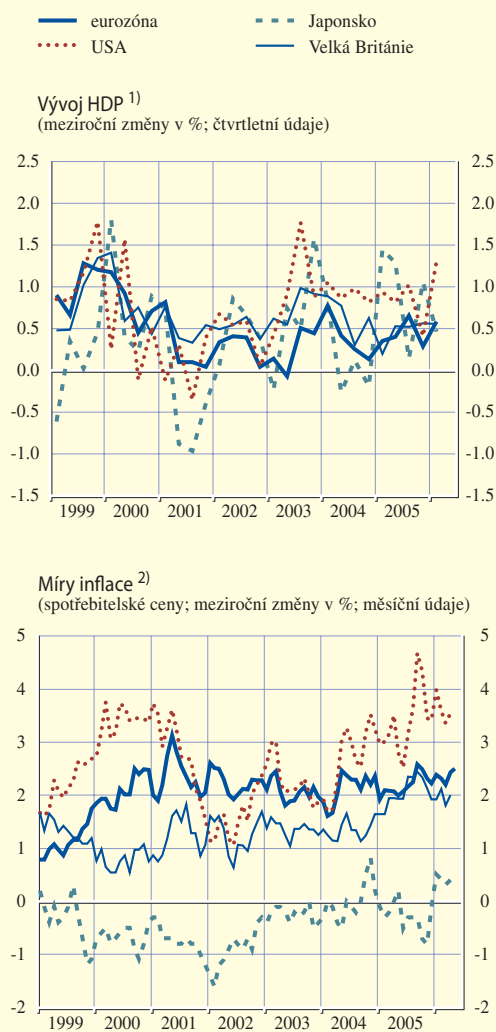 eurozóna Japonsko
USA Velká Británie
Vývoj HDP 1)
(meziroční změny v %; čtvrtletní údaje)
2.5 2.5
2.0 2.0
1.5 1.5
1.0 1.0
0.5 0.5
0.0 0.0
-0.5 -0.5
-1.0 -1.0
-1.5 -1.5
1999 2000 2001 2002 2003 2004 2005
Míry inflace 2)
(spotřebitelské ceny; meziroční změny v %; měsíční údaje)
5 5
4 4
3 3
2 2
1 1
0 0
-1 -1
-2 -2
1999 2000 2001 2002 2003 2004 2005